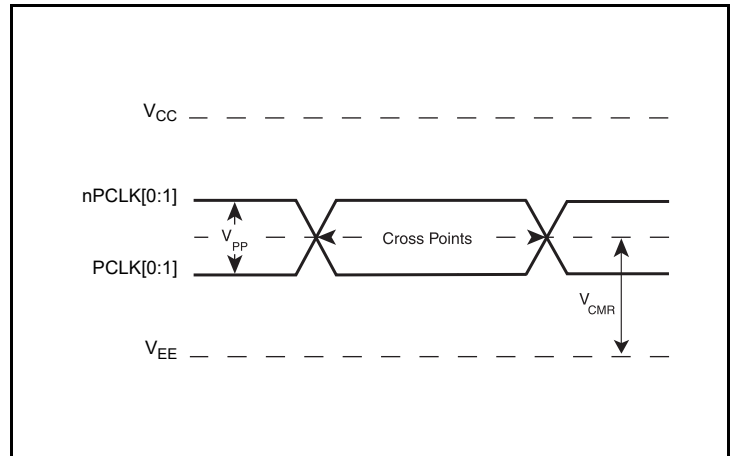 VCC
nPCLK[0:1]
VPP
Cross Points
PCLK[0:1]
VCMR
VEE